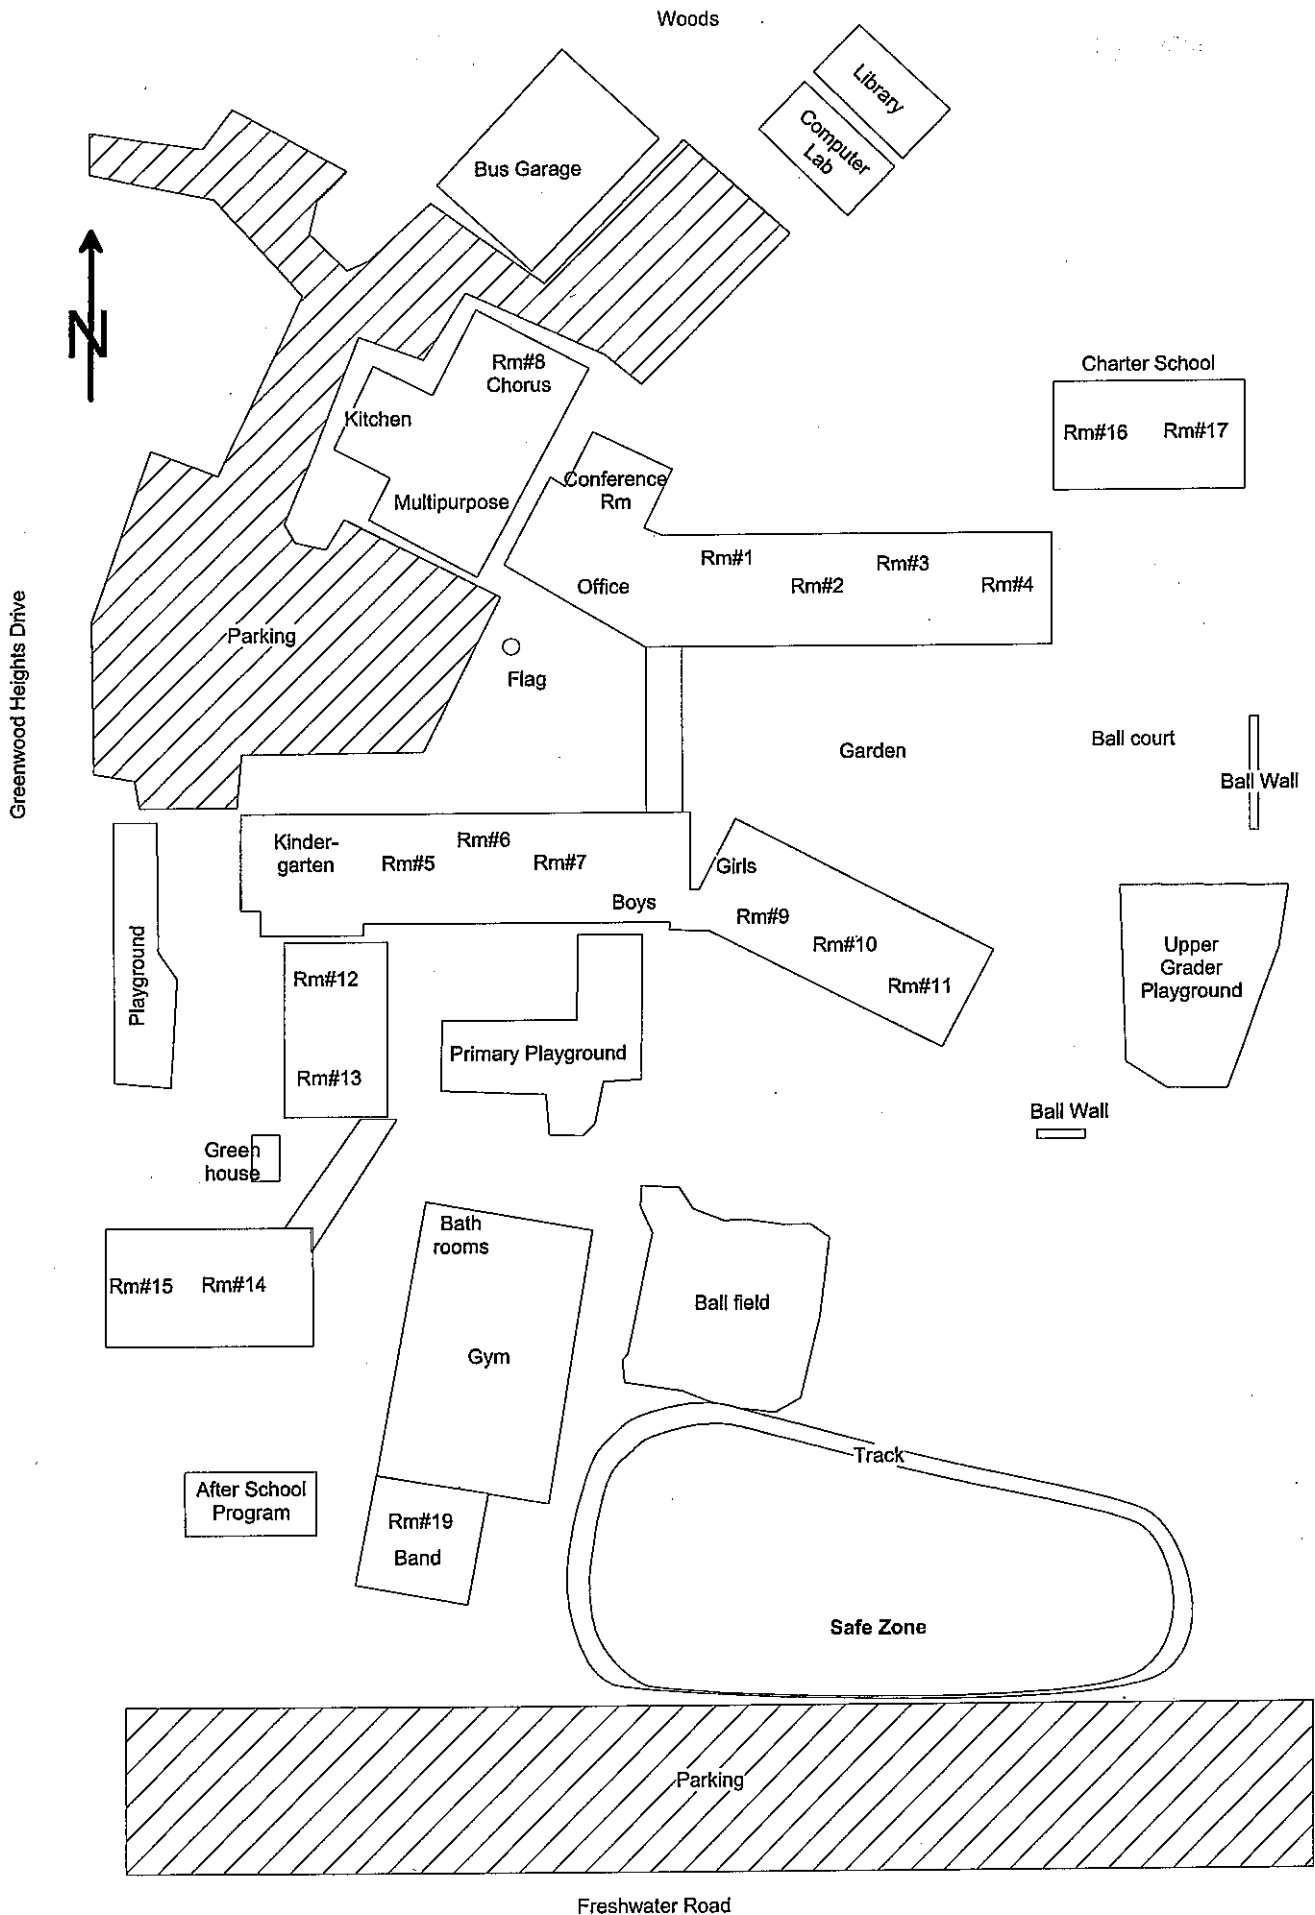 Woods
Library
Computer
Lab
Bus Garage
N
Rm#8
Chorus
Charter School
Kitchen
Rm#16
Rm#17
Conference
Rm
Multipurpose
Rm#1
Rm#3
Office
Rm#2
Rm#4
Greenwood Heights Drive
Parking
Flag
Garden
Ball court
Ball Wall
Kinder-
garten
Rm#5
Rm#6
Rm#7
Girls
Boys
Rm#9
Rm#10
Rm#11
Upper
Grader
Playground
Playground
Rm#12
Primary Playground
Rm#13
Ball Wall
Green
house
Bath
rooms
Rm#15
Rm#14
Ball field
Gym
Track
After School
Program
Rm#19
Band
Safe Zone
Parking
Freshwater Road